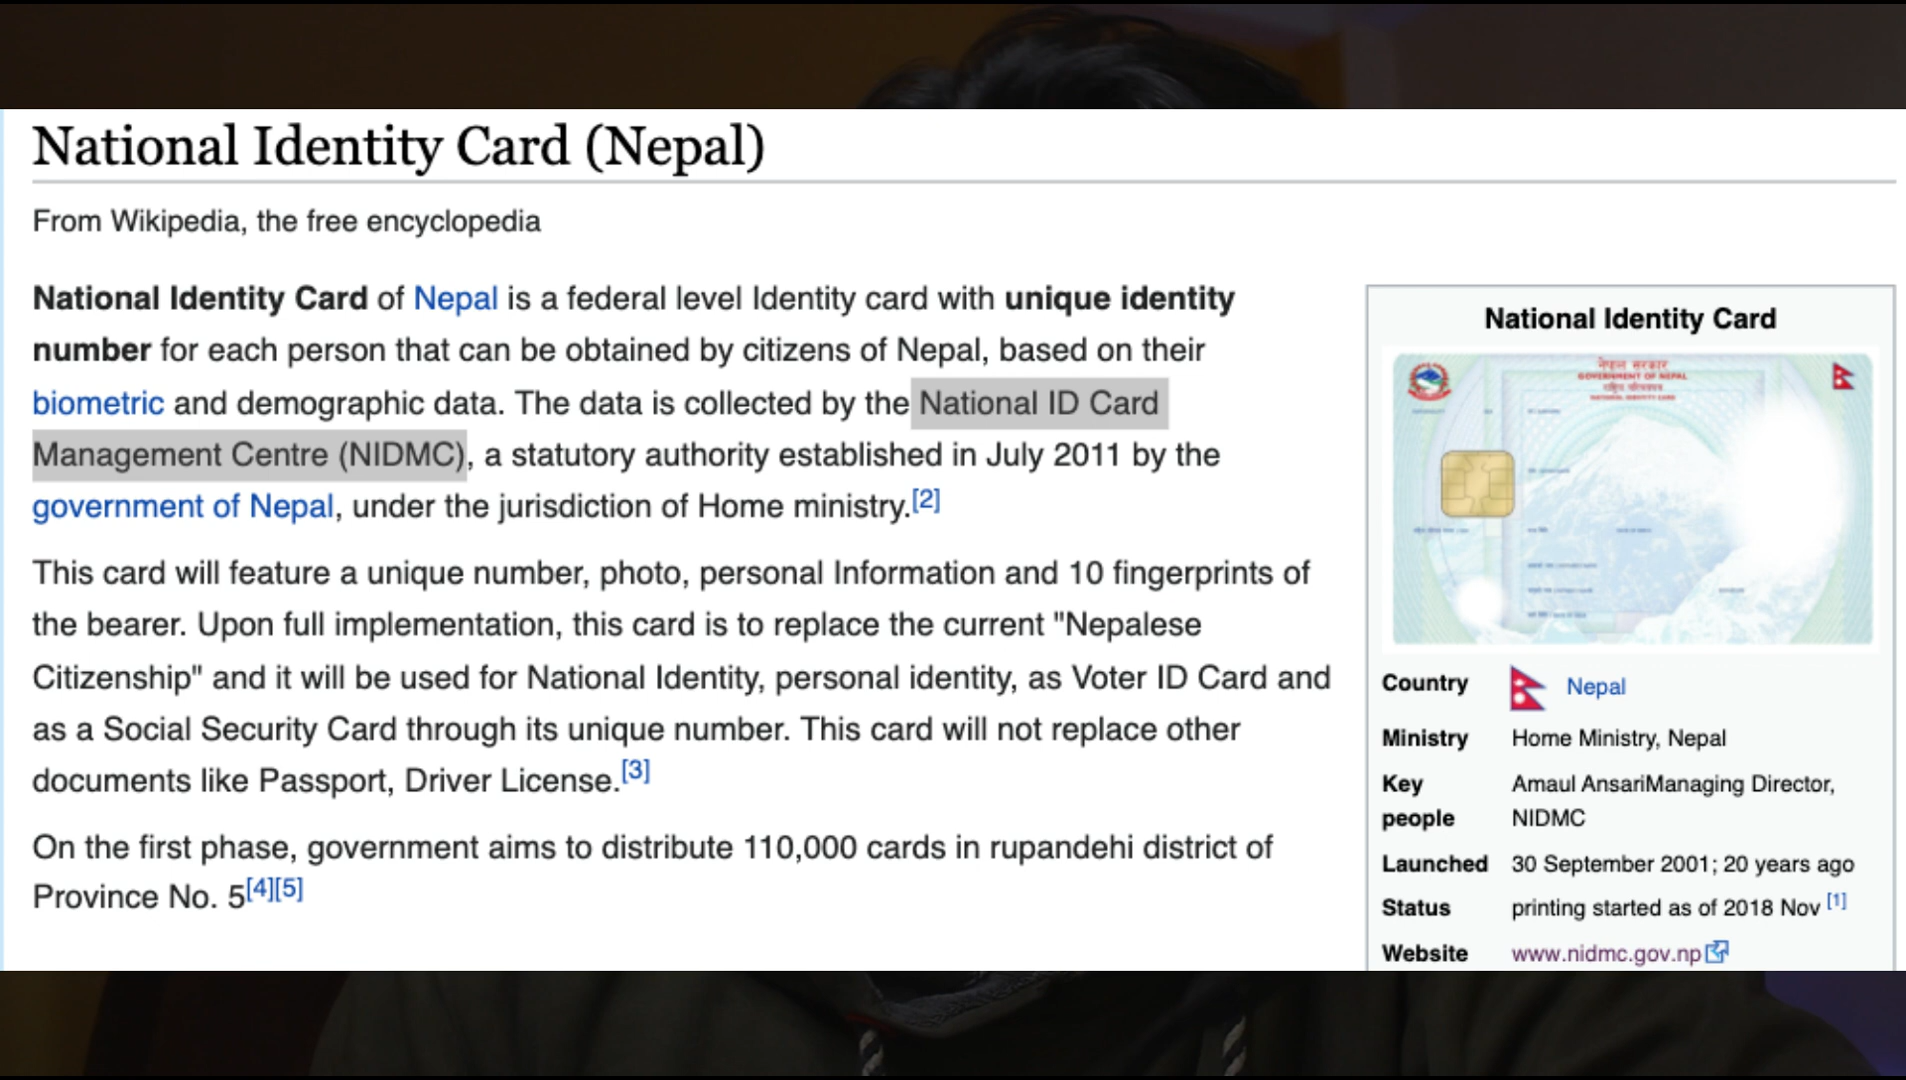 National Identity Card (Nepal)
From Wikipedia, the free encyclopedia
National Identity Card of Nepal is a federal level Identity card with unique identity
number for each person that can be obtained by citizens of Nepal, based on their
biometric and demographic data. The data is collected by the National ID Card
Management Centre (NIDMC), a statutory authority established in July 2011 by the
government of Nepal, under the jurisdiction of Home ministry.[2]
This card will feature a unique number, photo, personal Information and 10 fingerprints of
the bearer. Upon full implementation, this card is to replace the current "Nepalese
Citizenship" and it will be used for National Identity, personal identity, as Voter ID Card and
as a Social Security Card through its unique number. This card will not replace other
documents like Passport, Driver License.[3]
On the first phase, government aims to distribute 110,000 cards in rupandehi district of
Province No. 5[4][5]
National Identity Card
नेपाल सरकार
GOVERNMENT OF NEPAL
राष्ट्रिय परिचयपत्र
NATIONAL IDENTITY CARD
Country Nepal
Ministry Home Ministry, Nepal
Key people Amaul AnsariManaging Director,
NIDMC
Launched 30 September 2001; 20 years ago
Status printing started as of 2018 Nov [1]
Website www.nidmc.gov.np